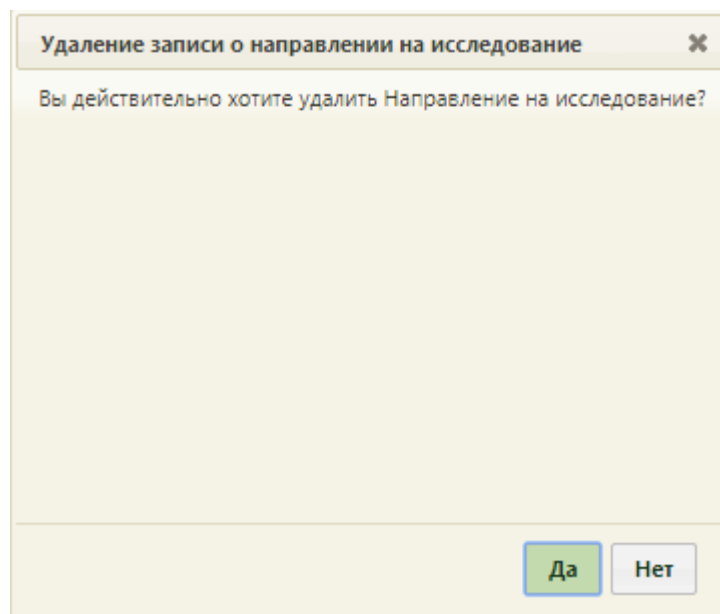 Удаление записи о направлении на исследование
Вы действительно хотите удалить Направление на исследование?
Да Нет